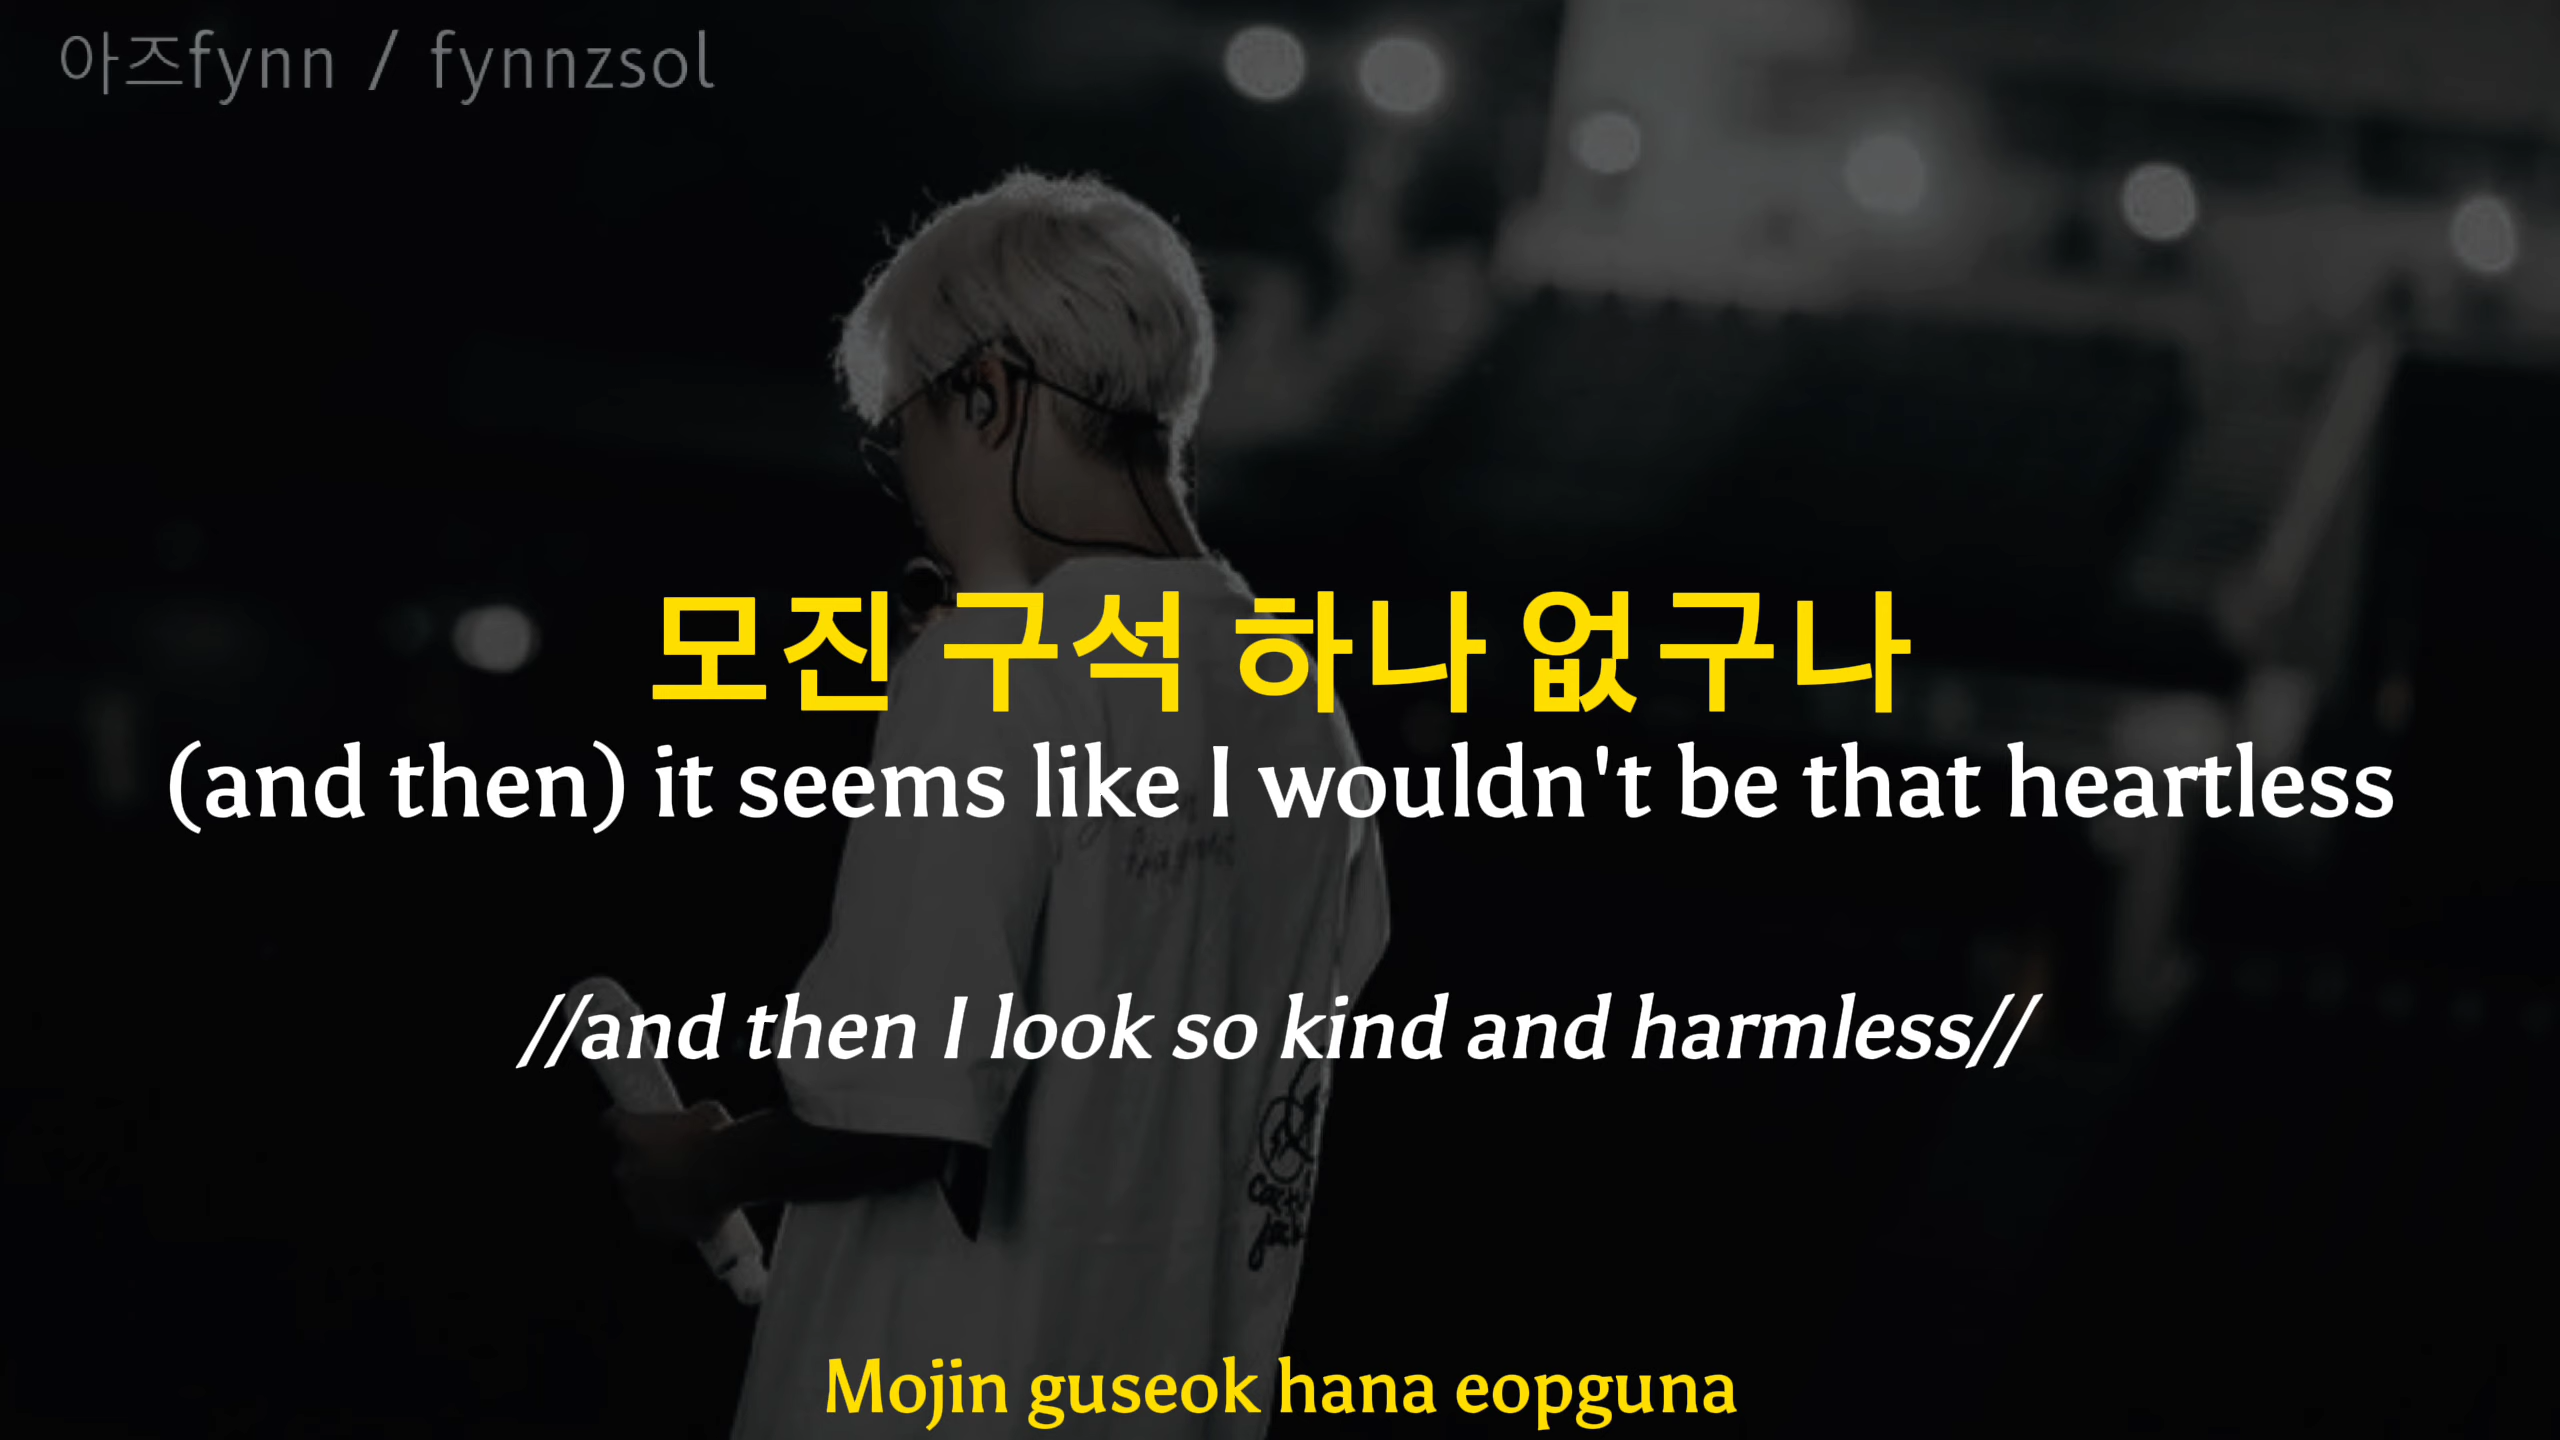 아즈fynn / fynnzsol
모진 구석 하나 없구나
(and then) it seems like I wouldn't be that heartless
//and then I look so kind and harmless//
Mojin guseok hana eopguna